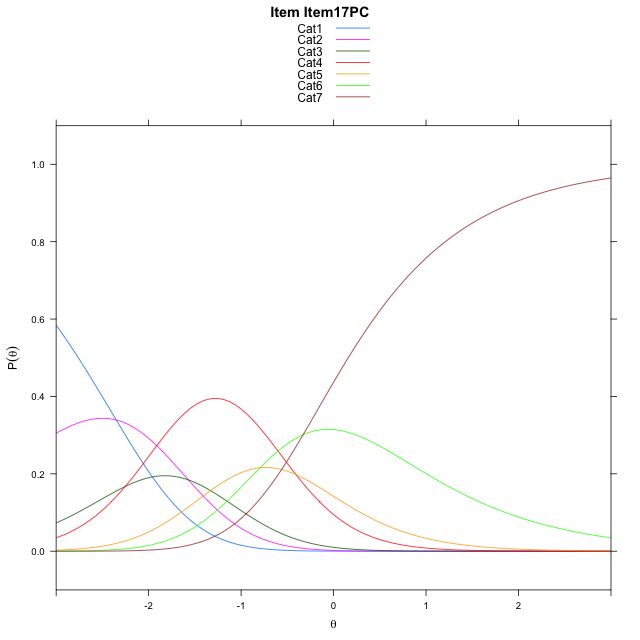 Item Item17PC
Cat1
Cat2
Cat3
Cat4
Cat5
Cat6
Cat7
1.0
0.8
0.6
0.4
0.2
0.0
P(θ)
-2
-1
0
1
2
θ